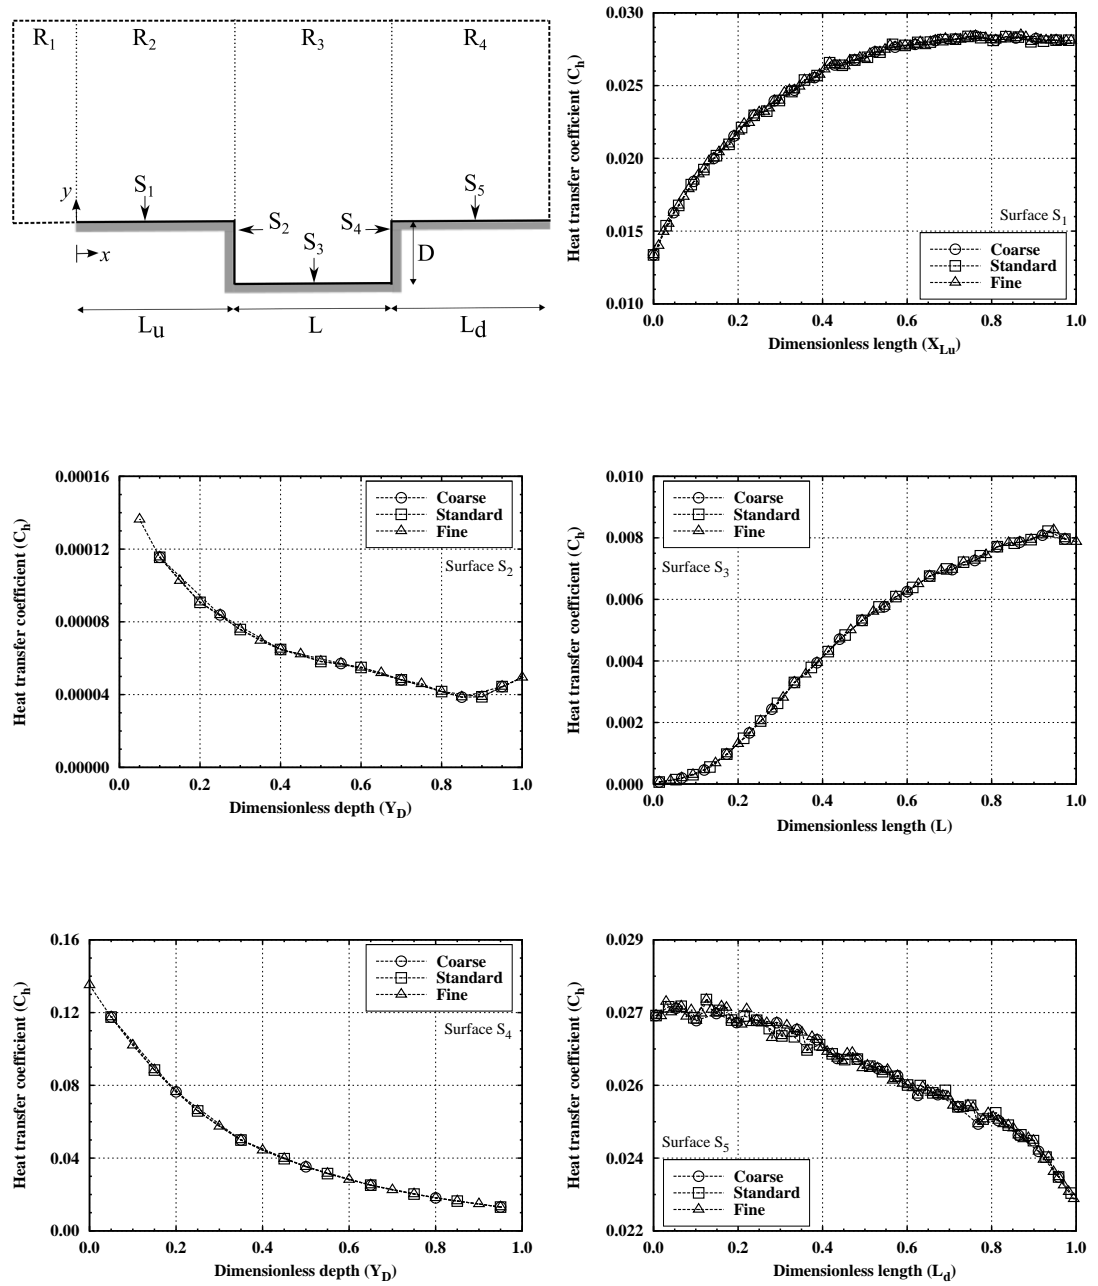 R1 R2 R3 R4
y S1 S5
S2 S4
S3 D
x
Lu L Ld
Heat transfer coefficient (Ch)
0.030
0.025
0.020
0.015
0.010
Surface S1
Coarse
Standard
Fine
0.0 0.2 0.4 0.6 0.8 1.0
Dimensionless length (XLu)
Heat transfer coefficient (Ch)
0.00016
0.00012
0.00008
0.00004
0.00000
Coarse
Standard
Fine
Surface S2
0.0 0.2 0.4 0.6 0.8 1.0
Dimensionless depth (YD)
Heat transfer coefficient (Ch)
0.010
0.008
0.006
0.004
0.002
0.000
Coarse
Standard
Fine
Surface S3
0.0 0.2 0.4 0.6 0.8 1.0
Dimensionless length (L)
Heat transfer coefficient (Ch)
0.16
0.12
0.08
0.04
0.00
Coarse
Standard
Fine
Surface S4
0.0 0.2 0.4 0.6 0.8 1.0
Dimensionless depth (YD)
Heat transfer coefficient (Ch)
0.029
0.027
0.026
0.024
0.022
Surface S5
Coarse
Standard
Fine
0.0 0.2 0.4 0.6 0.8 1.0
Dimensionless length (Ld)